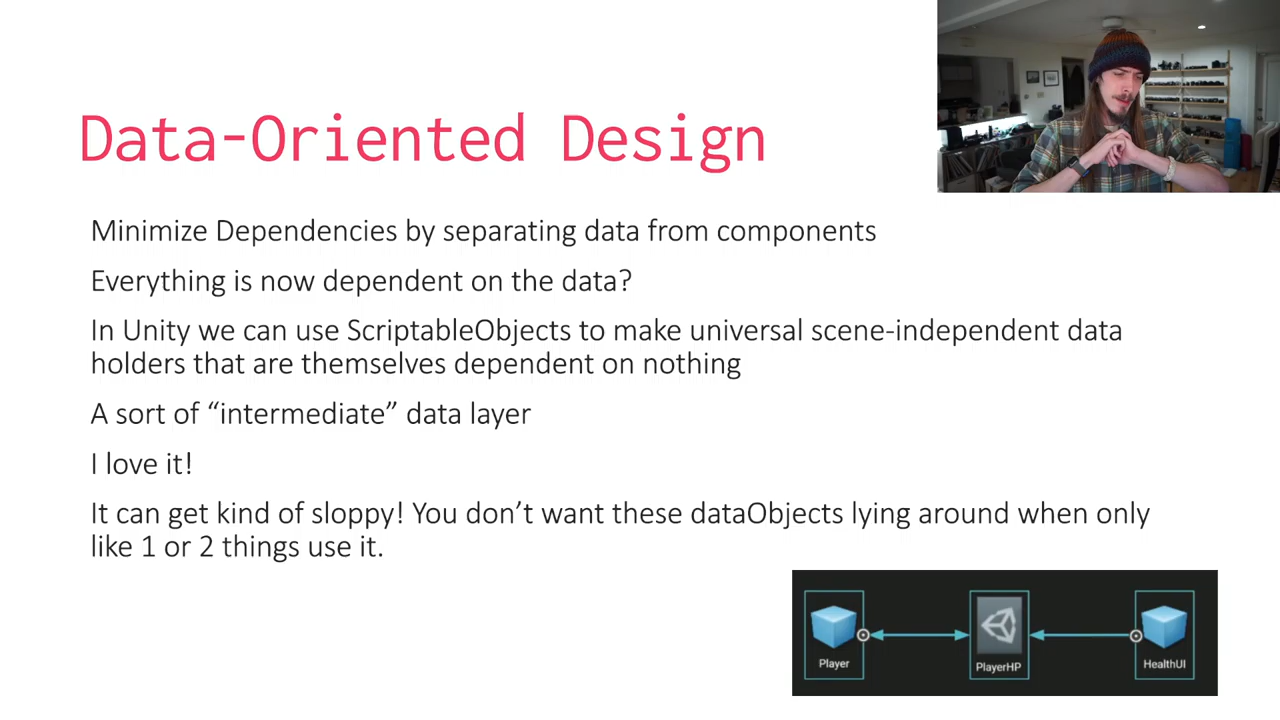 Data-Oriented Design
Minimize Dependencies by separating data from components
Everything is now dependent on the data?
In Unity we can use ScriptableObjects to make universal scene-independent data
holders that are themselves dependent on nothing
A sort of “intermediate” data layer
I love it!
It can get kind of sloppy! You don’t want these dataObjects lying around when only
like 1 or 2 things use it.
Player
PlayerHP
HealthUI